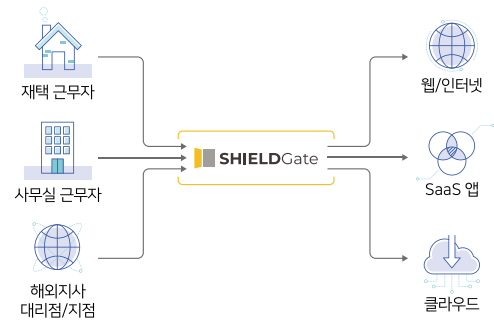 재택 근무자
사무실 근무자
해외지사
대리점/지점
SHIELDGate
웹/인터넷
SaaS 앱
클라우드